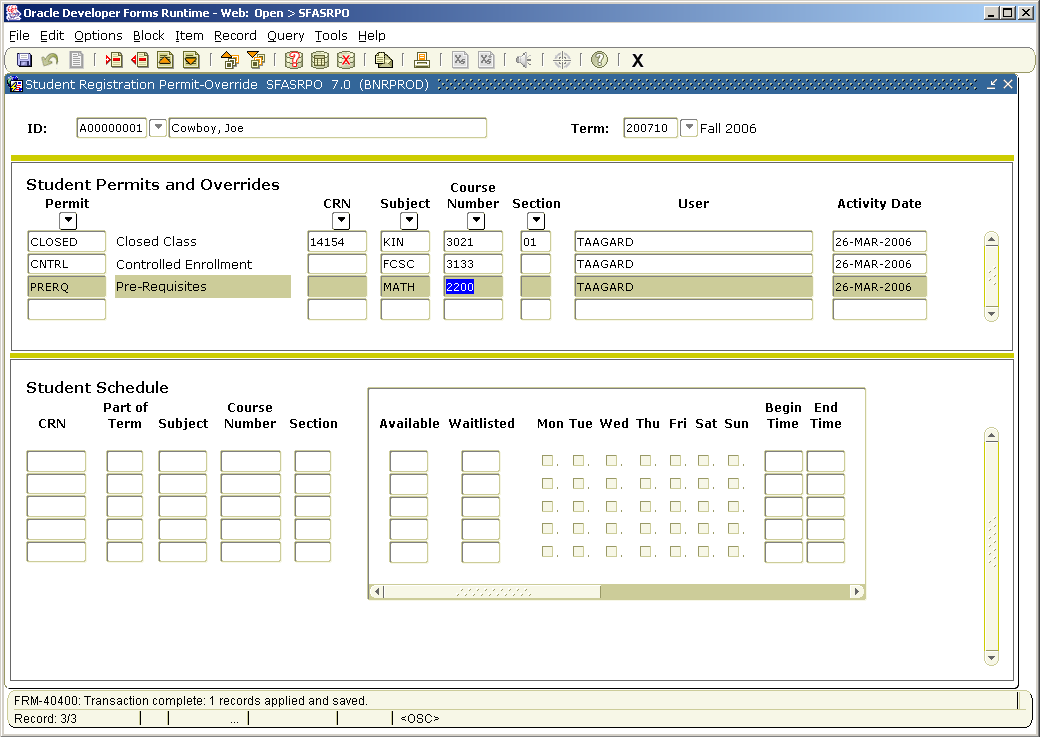 Oracle Developer Forms Runtime - Web: Open > SFASRPO
File Edit Options Block Item Record Query Tools Help
X
Student Registration Permit-Override SFASRPO 7.0 (BNRPROD)
ID: A00000001 Cowboy, Joe Term: 200710 Fall 2006
Student Permits and Overrides
Permit CRN Subject Course Number Section User Activity Date
CLOSED Closed Class 14154 KIN 3021 01 TAAGARD 26-MAR-2006
CNTRL Controlled Enrollment FCSC 3133 TAAGARD 26-MAR-2006
PRERQ Pre-Requisites MATH 2200 TAAGARD 26-MAR-2006
Student Schedule
CRN Part of Term Subject Course Number Section Available Waitlisted Mon Tue Wed Thu Fri Sat Sun Begin Time End Time
FRM-40400: Transaction complete: 1 records applied and saved.
Record: 3/3 ... <OSC>